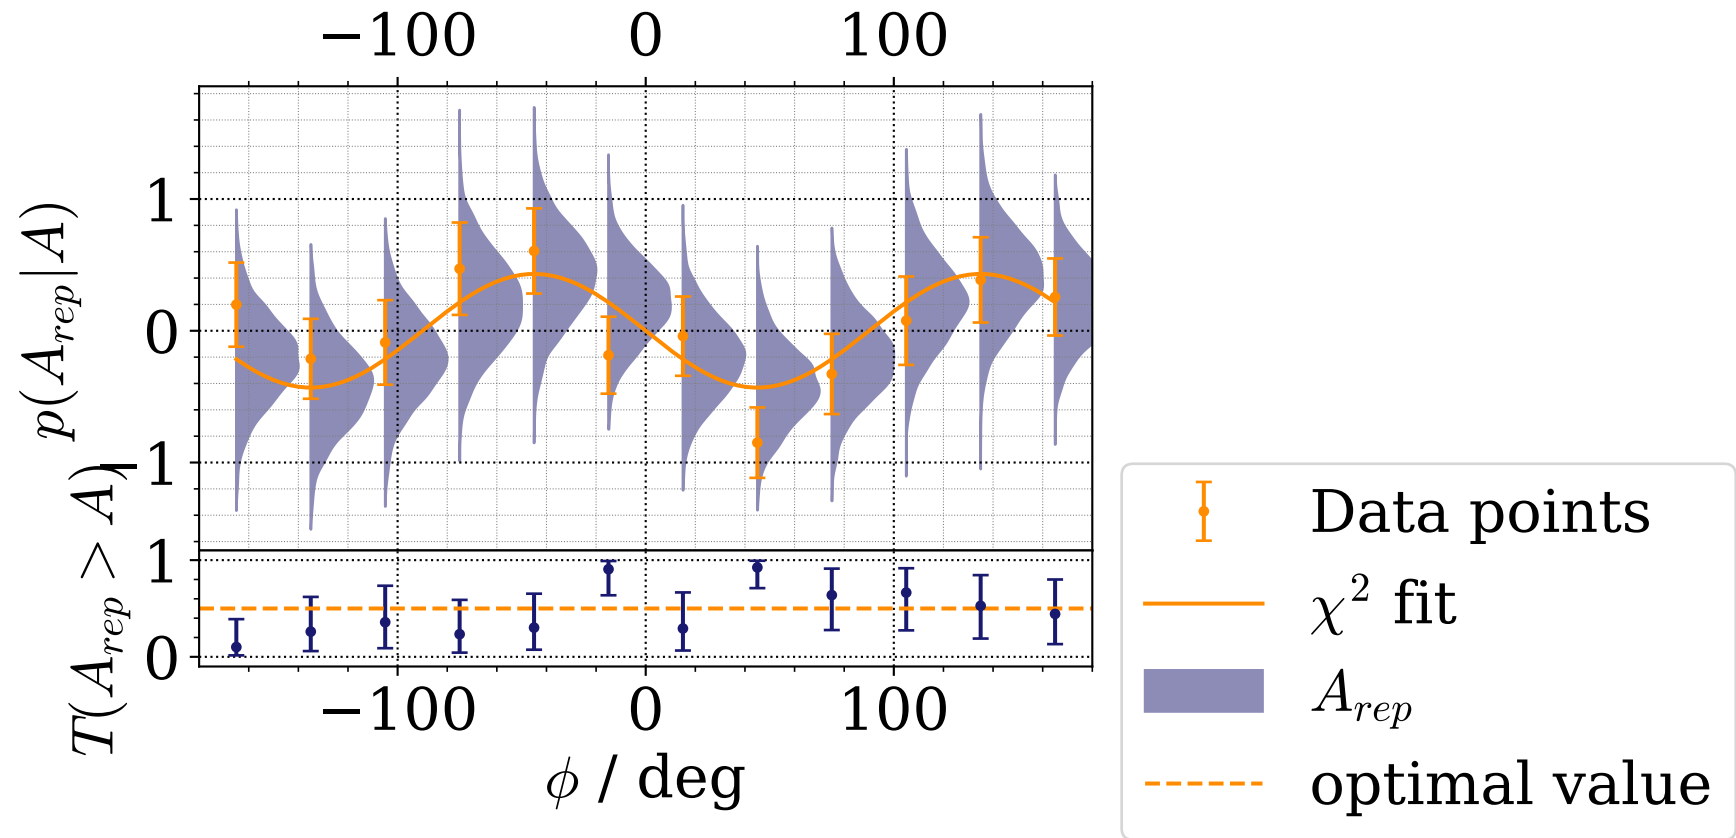 −100 0 100
p(A_rep|A)
1
0
−1
T(A_rep > A)
1
0
−100 0 100
ϕ / deg
Data points
χ² fit
A_rep
optimal value